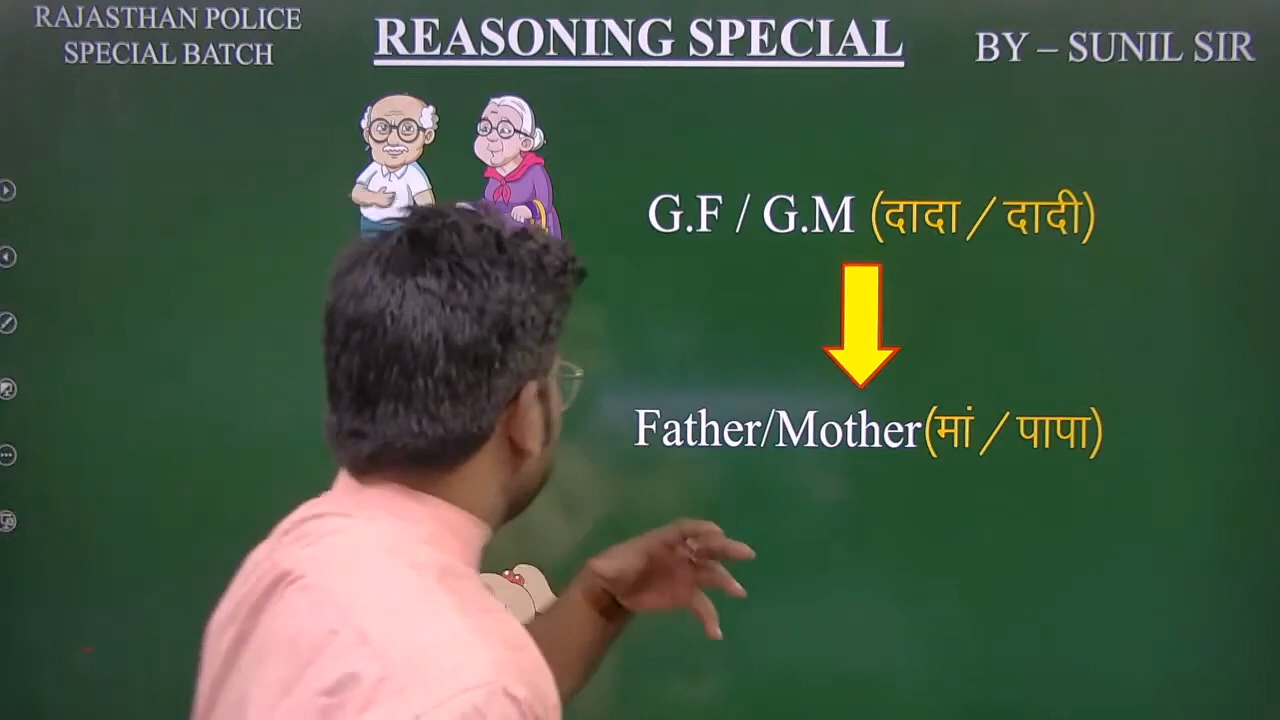 RAJASTHAN POLICE
SPECIAL BATCH
REASONING SPECIAL
BY – SUNIL SIR
G.F / G.M (दादा / दादी)
Father/Mother(मां / पापा)